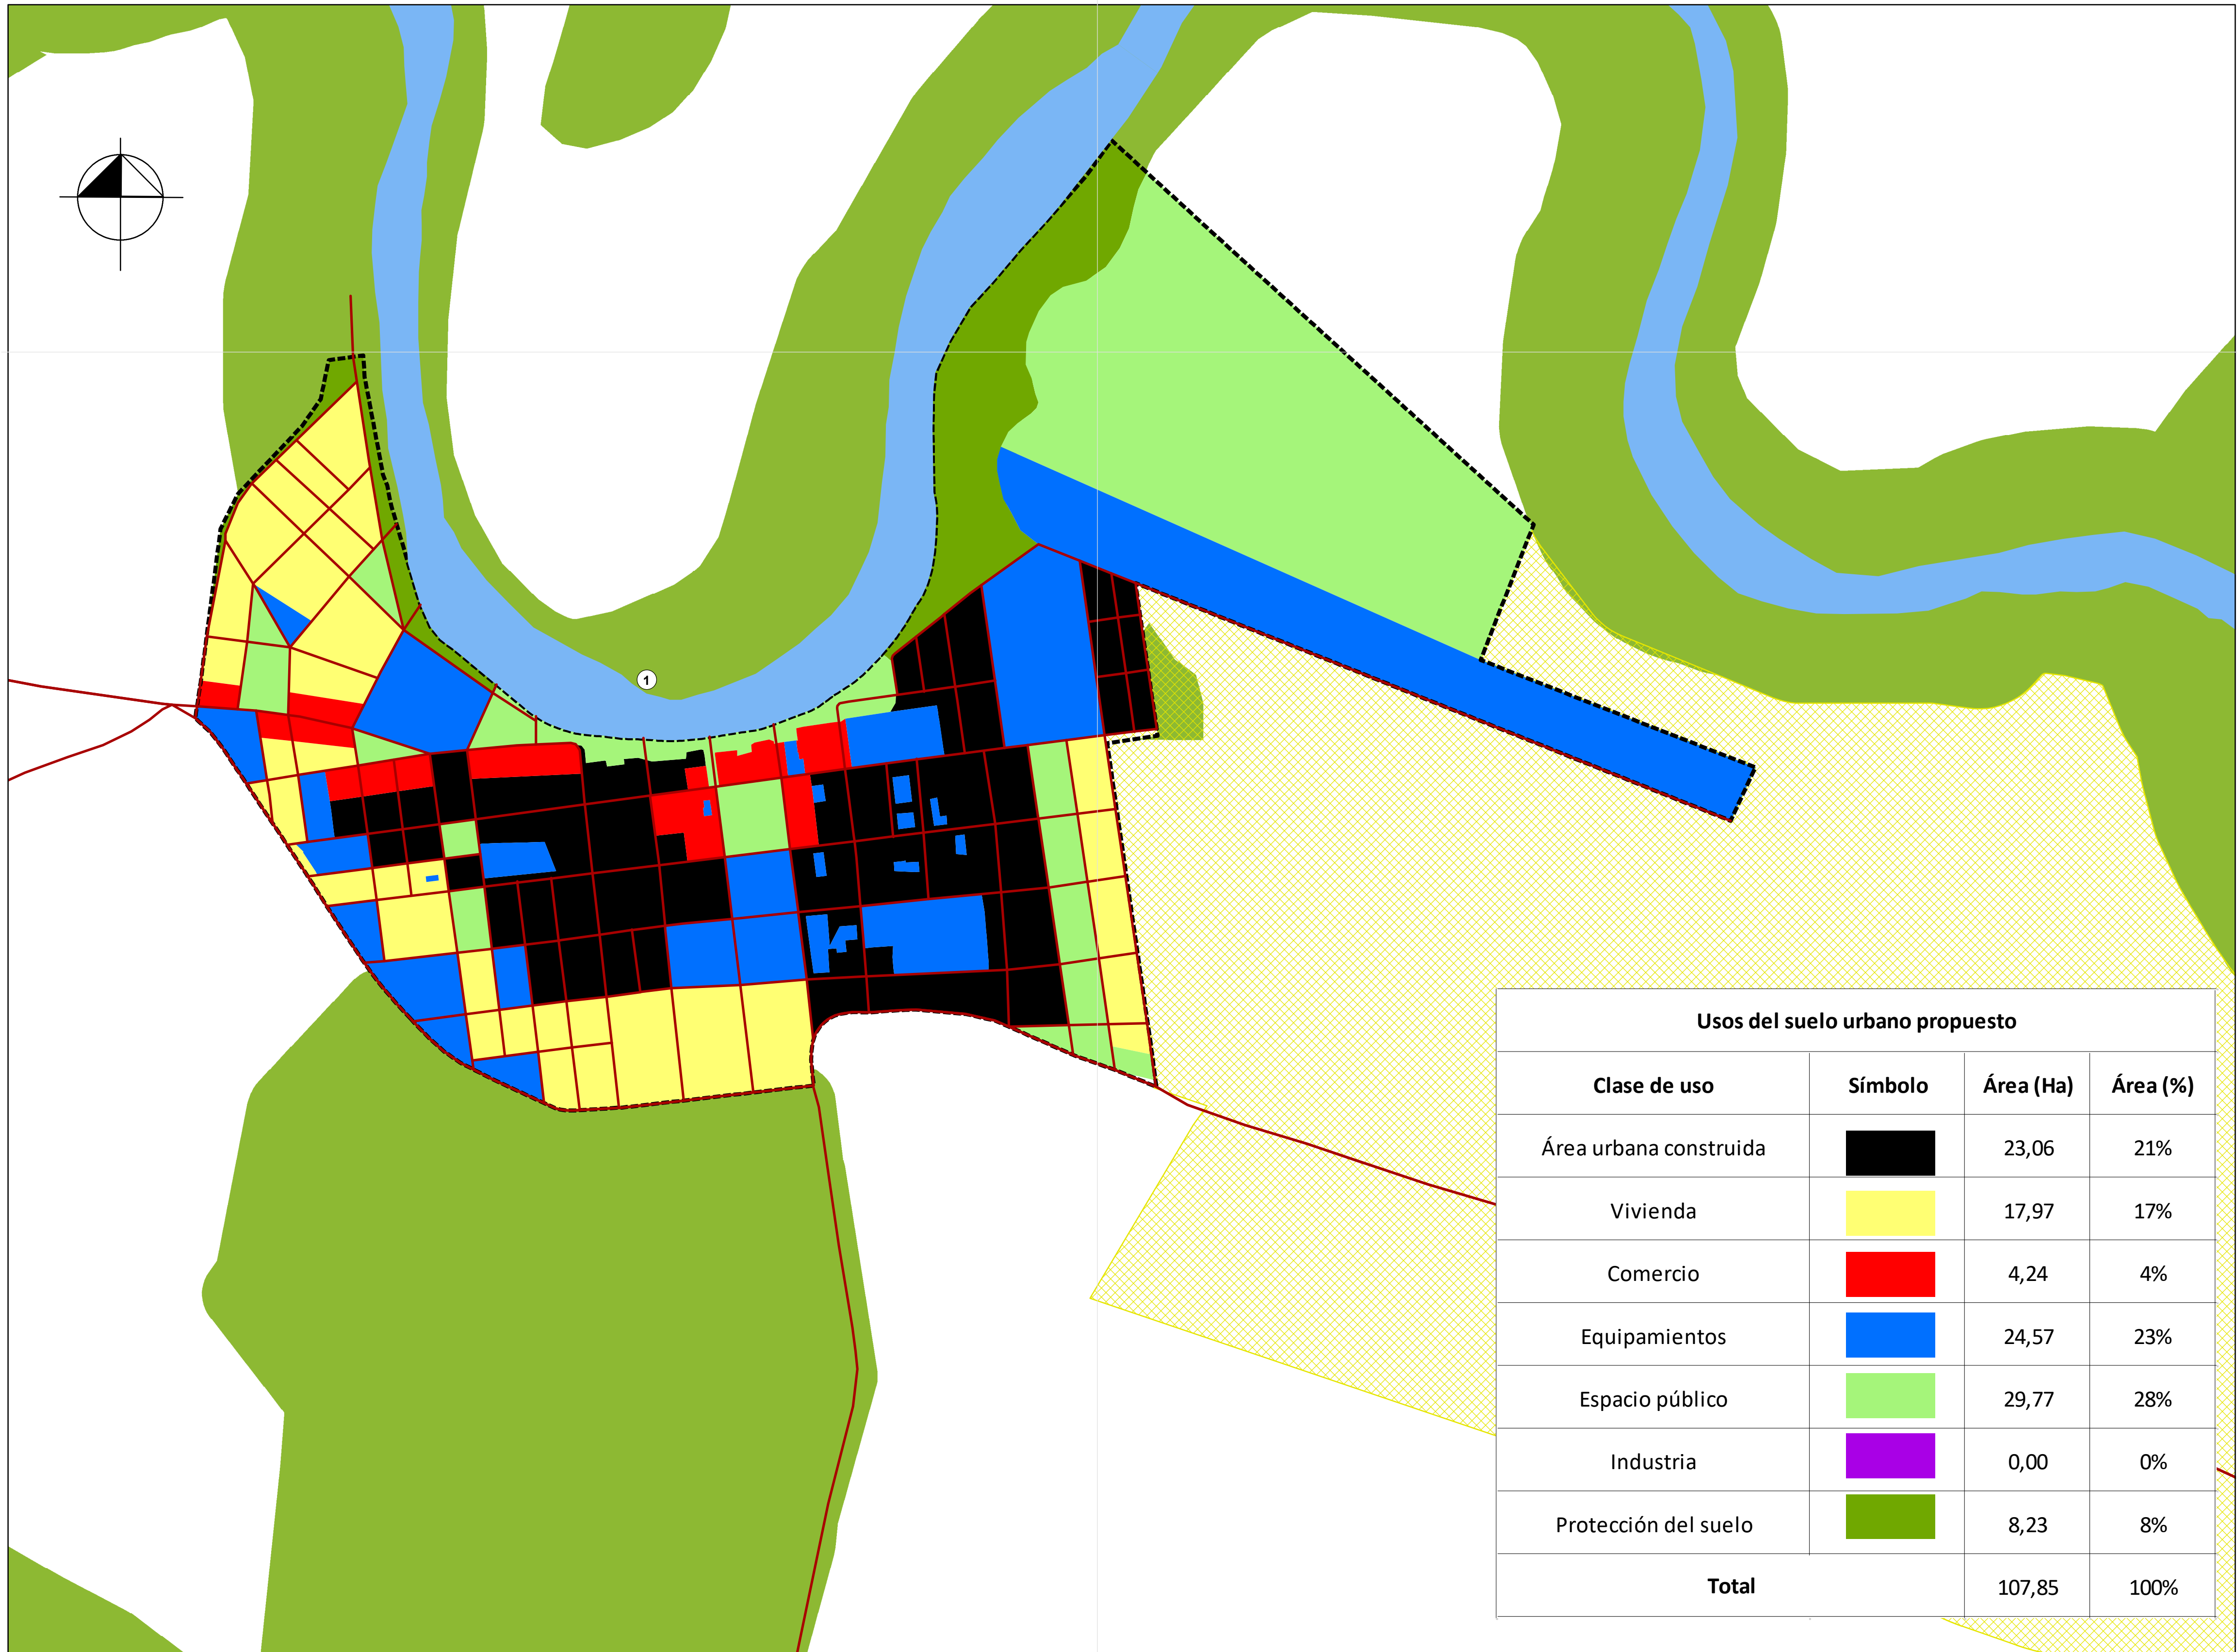 1
Usos del suelo urbano propuesto
Clase de uso Símbolo Área (Ha) Área (%)
Área urbana construida 23,06 21%
Vivienda 17,97 17%
Comercio 4,24 4%
Equipamientos 24,57 23%
Espacio público 29,77 28%
Industria 0,00 0%
Protección del suelo 8,23 8%
Total 107,85 100%